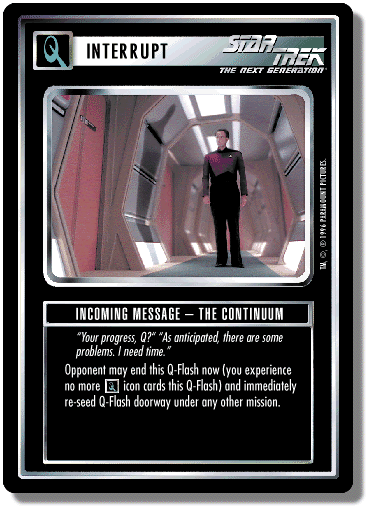 Q INTERRUPT
STAR TREK
THE NEXT GENERATION®
TM, ©, ® 1996 PARAMOUNT PICTURES.
INCOMING MESSAGE – THE CONTINUUM
"Your progress, Q?" "As anticipated, there are some
problems. I need time."
Opponent may end this Q-Flash now (you experience
no more Q icon cards this Q-Flash) and immediately
re-seed Q-Flash doorway under any other mission.